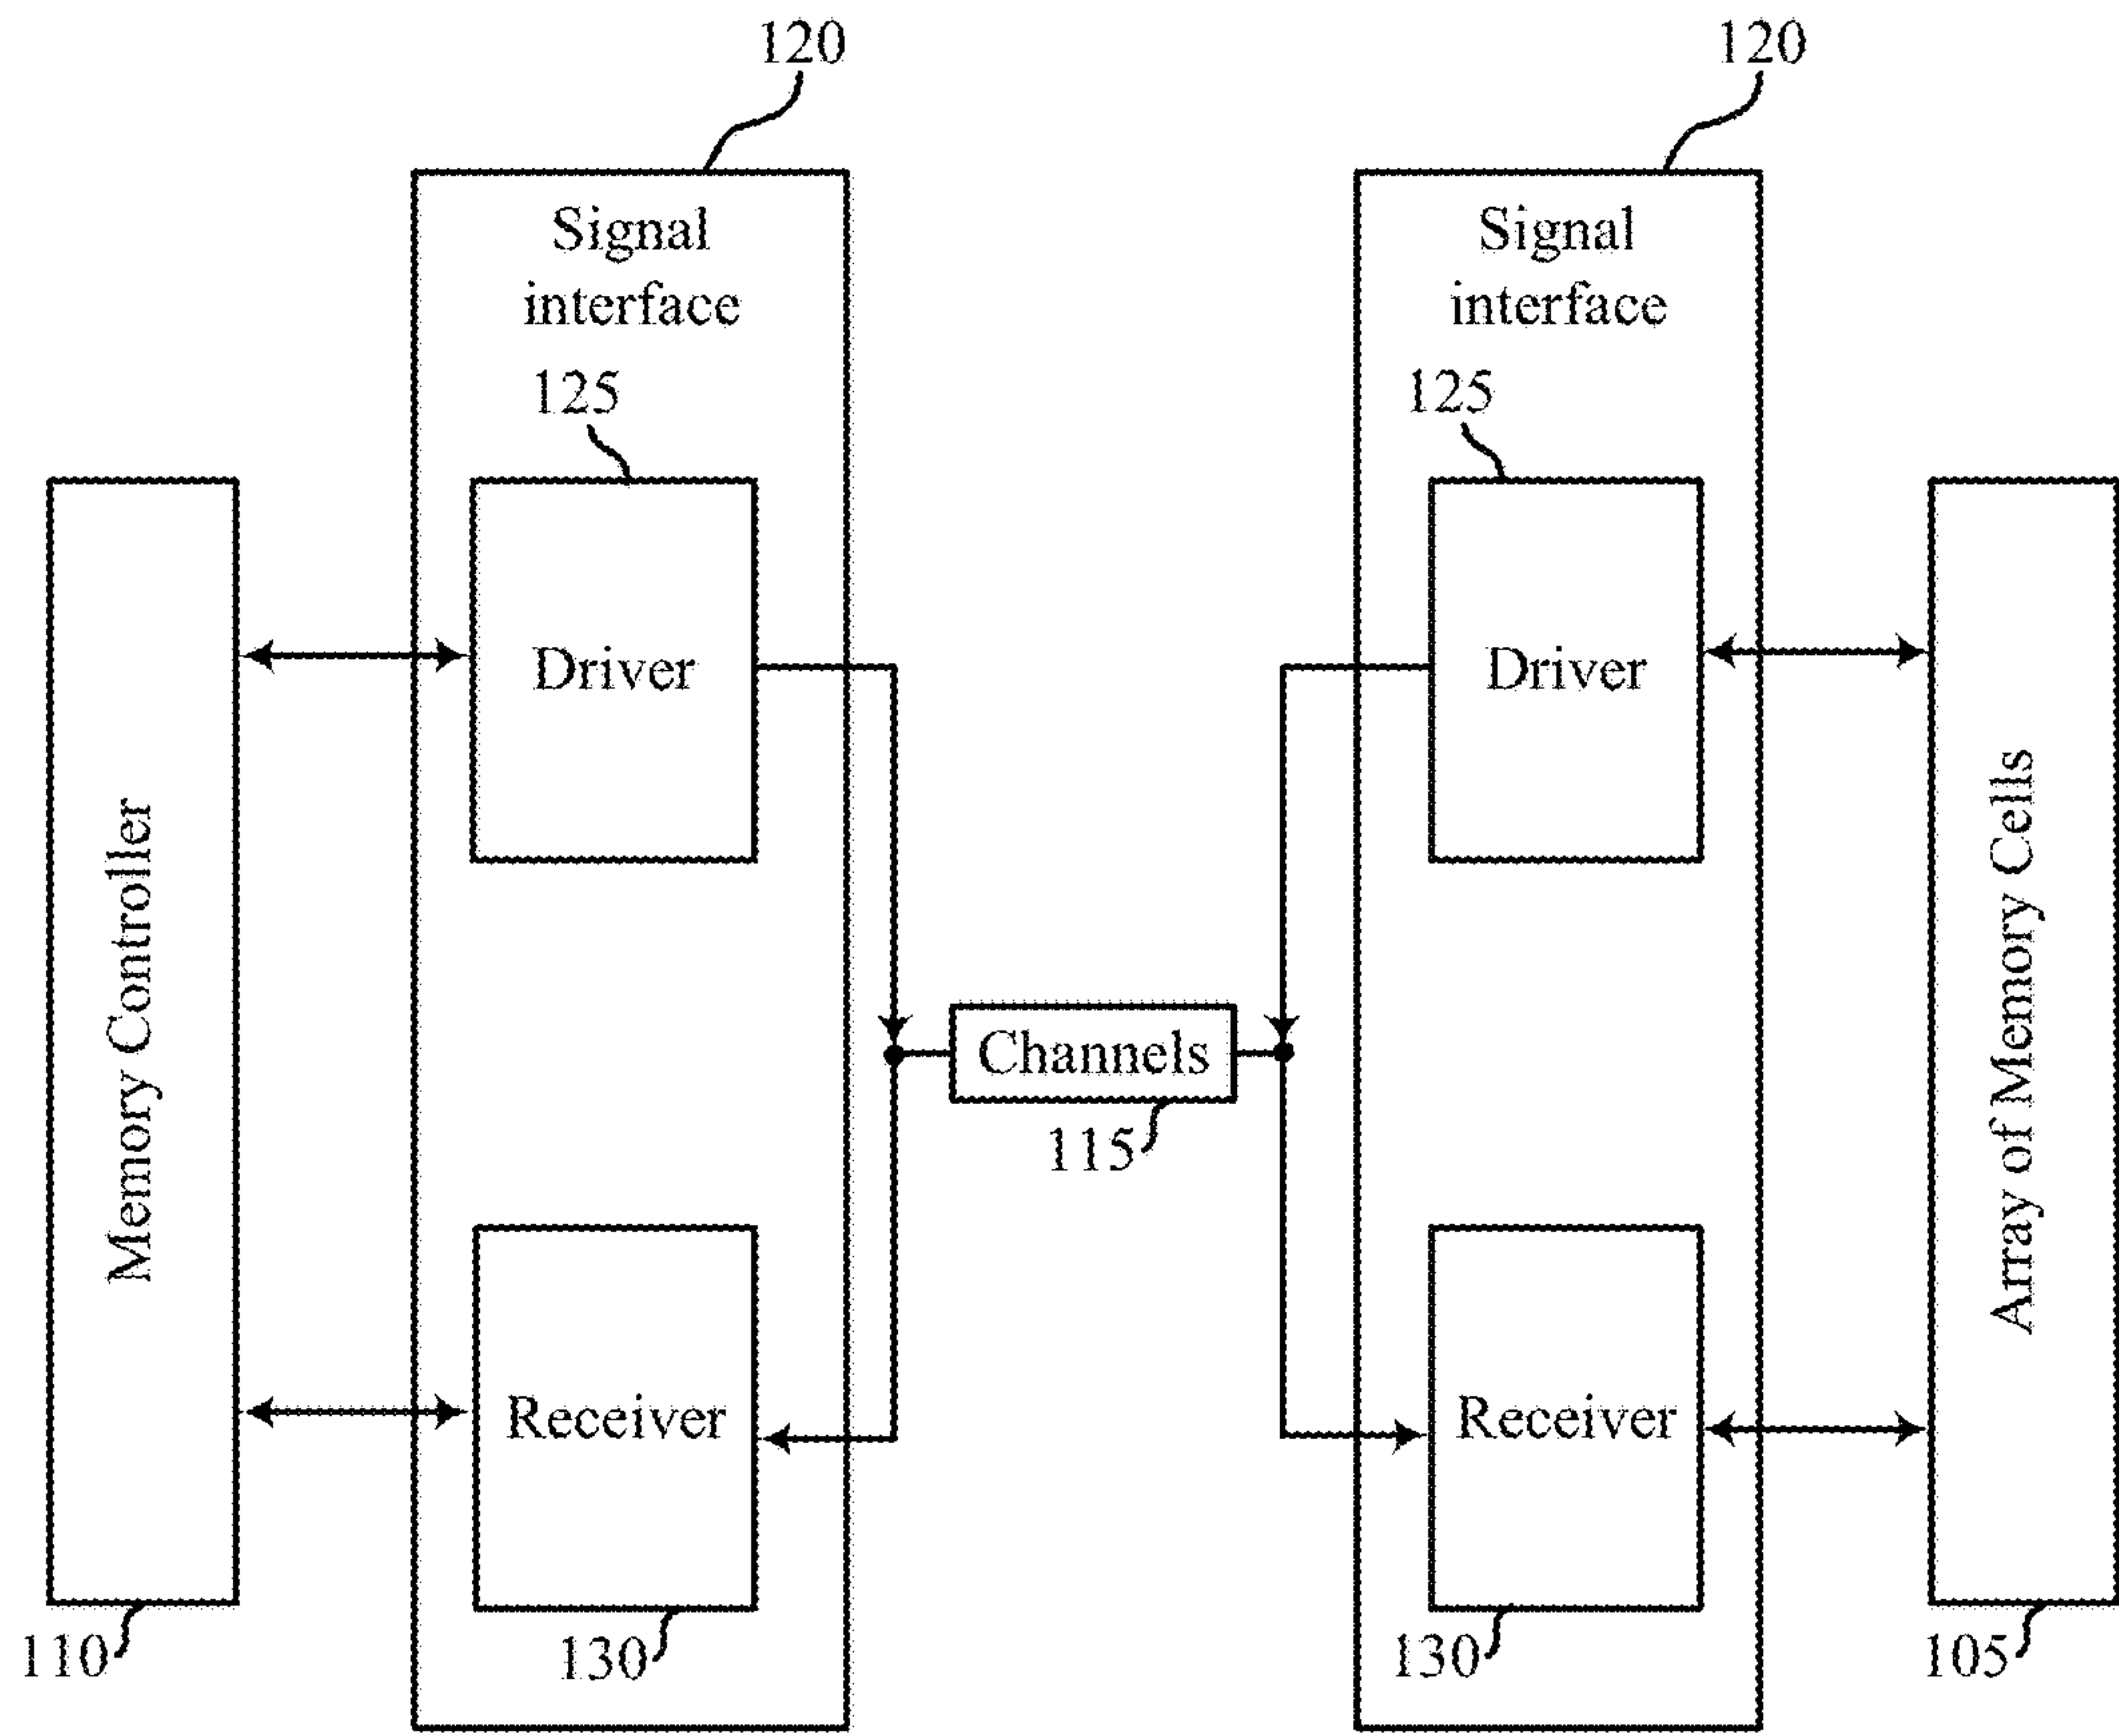 120
120
Signal
interface
Signal
interface
125
125
Driver
Driver
Memory Controller
Array of Memory Cells
Channels
115
Receiver
Receiver
110
130
130
105